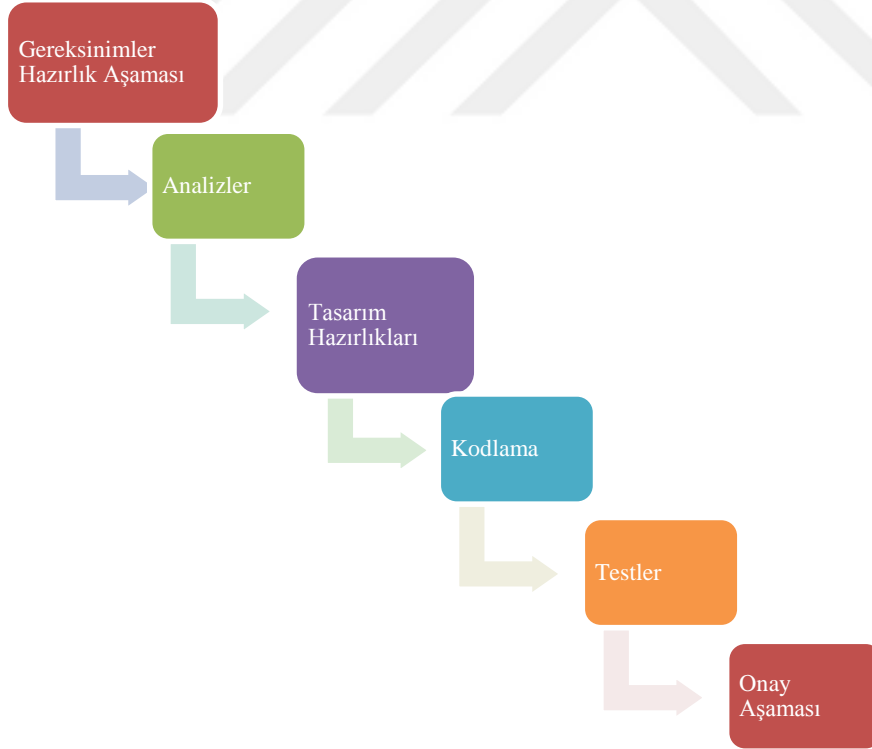 Gereksinimler
Hazırlık Aşaması
Analizler
Tasarım
Hazırlıkları
Kodlama
Testler
Onay
Aşaması